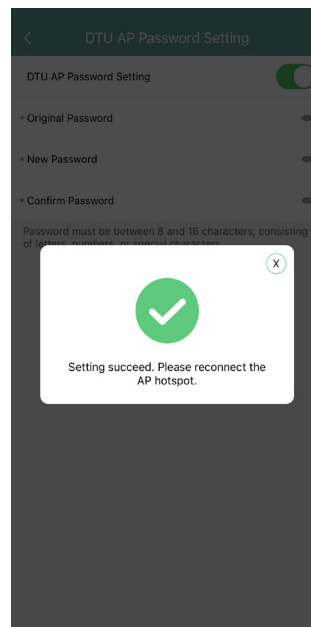 DTU AP Password Setting
DTU AP Password Setting
* Original Password
* New Password
* Confirm Password
Password must be between 8 and 16 characters, consisting
of letters, numbers, or special characters
X
Setting succeed. Please reconnect the
AP hotspot.